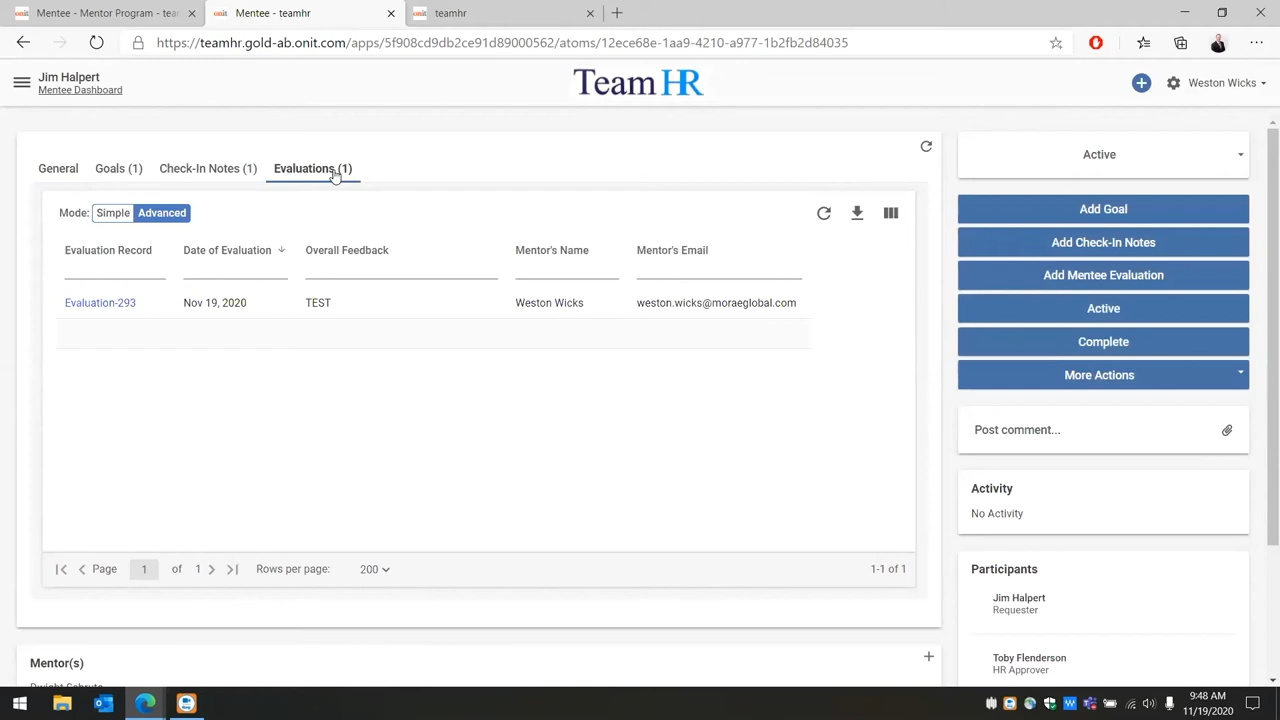 Mentee - Mentor Program - team
Mentee - teamhr
teamhr
https://teamhr.gold-ab.onit.com/apps/5f908cd9db2ce91d89000562/atoms/12ece68e-1aa9-4210-a977-1b2fb2d84035
Jim Halpert
Mentee Dashboard
Team HR
Weston Wicks
General Goals (1) Check-In Notes (1) Evaluations (1)
Mode: Simple Advanced
Evaluation Record Date of Evaluation Overall Feedback Mentor's Name Mentor's Email
Evaluation-293 Nov 19, 2020 TEST Weston Wicks weston.wicks@moraeglobal.com
Page 1 of 1 Rows per page: 200 1-1 of 1
Mentor(s)
Active
Add Goal
Add Check-In Notes
Add Mentee Evaluation
Active
Complete
More Actions
Post comment...
Activity
No Activity
Participants
Jim Halpert
Requester
Toby Flenderson
HR Approver
9:48 AM
11/19/2020